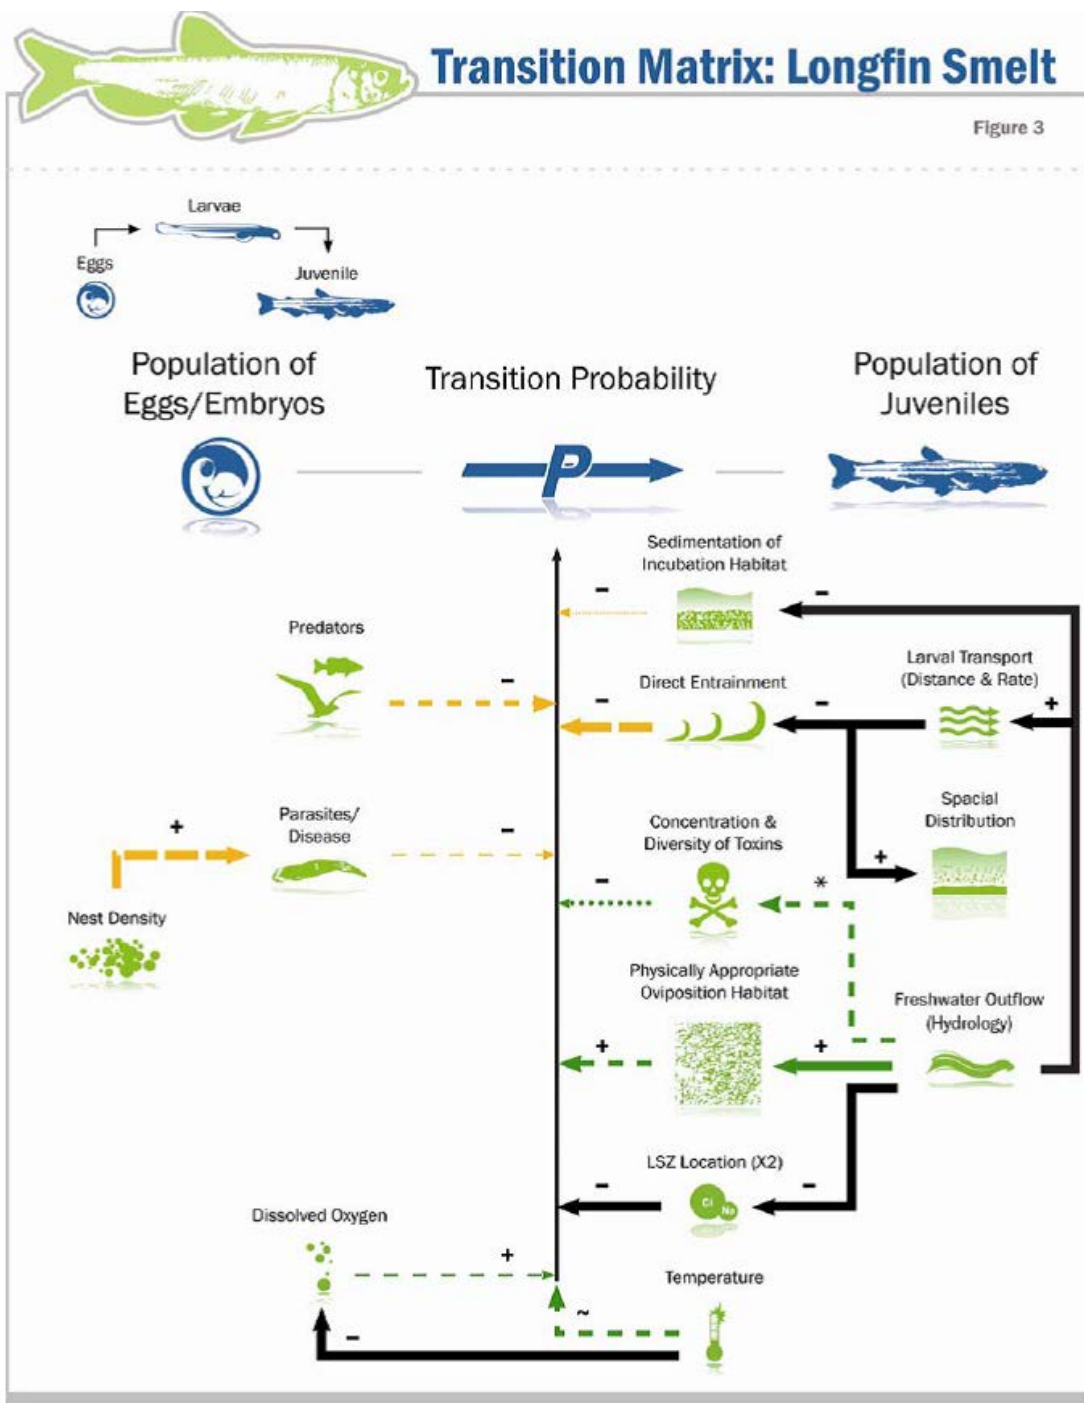 Transition Matrix: Longfin Smelt
Figure 3
Larvae
Eggs
Juvenile
Population of
Eggs/Embryos
Transition Probability
Population of
Juveniles
P
Sedimentation of
Incubation Habitat
-
-
Predators
-
Direct Entrainment
-
-
Larval Transport
(Distance & Rate)
+
Parasites/
Disease
+
-
Nest Density
Concentration &
Diversity of Toxins
-
*
Spacial
Distribution
+
Physically Appropriate
Oviposition Habitat
+
+
Freshwater Outflow
(Hydrology)
LSZ Location (X2)
-
-
Cl
Na
Dissolved Oxygen
+
Temperature
~
-